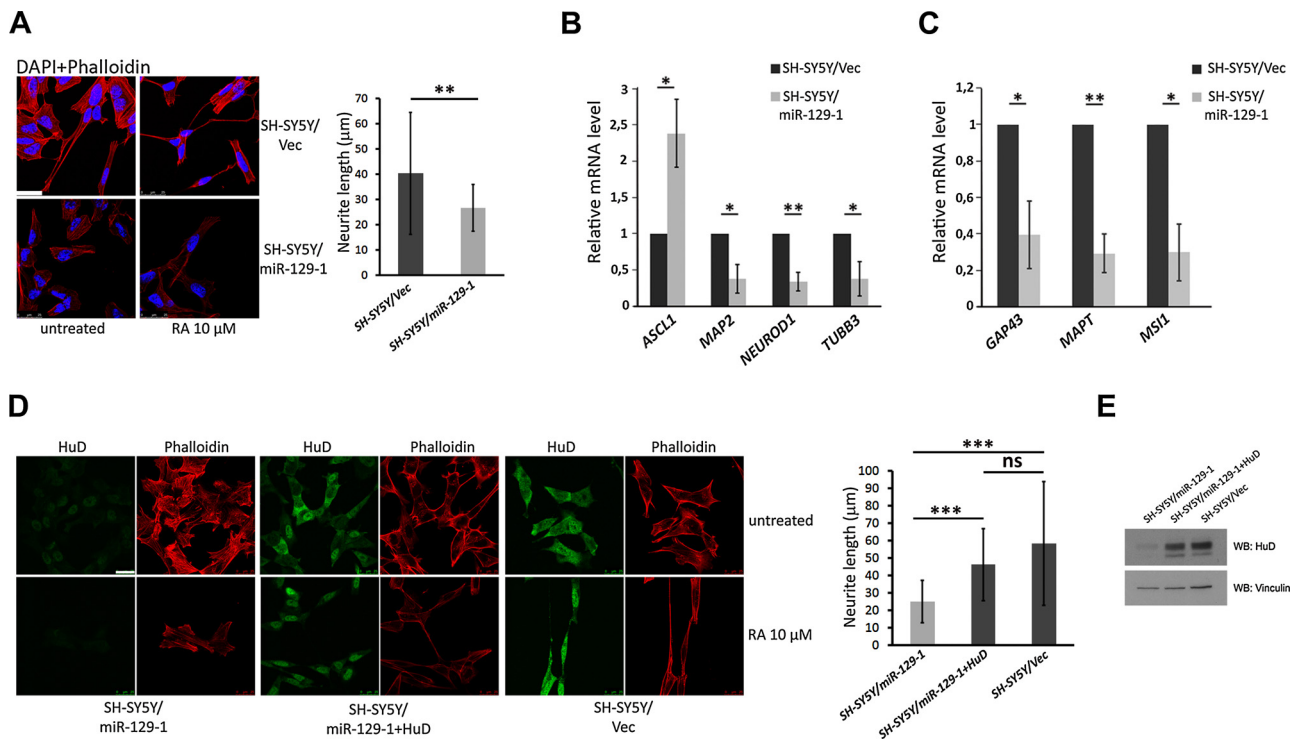 A
DAPI+Phalloidin
SH-SY5Y/
Vec
SH-SY5Y/
miR-129-1
untreated
RA 10 µM
**
Neurite length (µm)
70
60
50
40
30
20
10
0
SH-SY5Y/Vec
SH-SY5Y/miR-129-1
B
SH-SY5Y/Vec
SH-SY5Y/
miR-129-1
Relative mRNA level
3
2,5
2
1,5
1
0,5
0
*
*
**
*
ASCL1
MAP2
NEUROD1
TUBB3
C
SH-SY5Y/Vec
SH-SY5Y/
miR-129-1
Relative mRNA level
1,2
1
0,8
0,6
0,4
0,2
0
*
**
*
GAP43
MAPT
MSI1
D
HuD
Phalloidin
HuD
Phalloidin
HuD
Phalloidin
untreated
RA 10 µM
SH-SY5Y/
miR-129-1
SH-SY5Y/
miR-129-1+HuD
SH-SY5Y/
Vec
***
ns
***
Neurite length (µm)
100
90
80
70
60
50
40
30
20
10
0
SH-SY5Y/miR-129-1
SH-SY5Y/miR-129-1+HuD
SH-SY5Y/Vec
E
SH-SY5Y/miR-129-1
SH-SY5Y/miR-129-1+HuD
SH-SY5Y/Vec
WB: HuD
WB: Vinculin